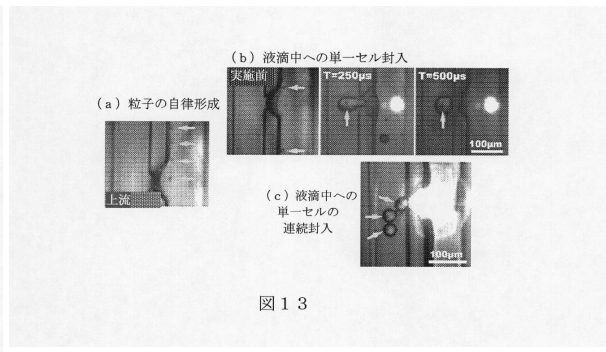 (b) 液滴中への単一セル封入
実施前
T=250μs
T=500μs
100μm
(a) 粒子の自律形成
上流
(c) 液滴中への
単一セルの
連続封入
100μm
図13